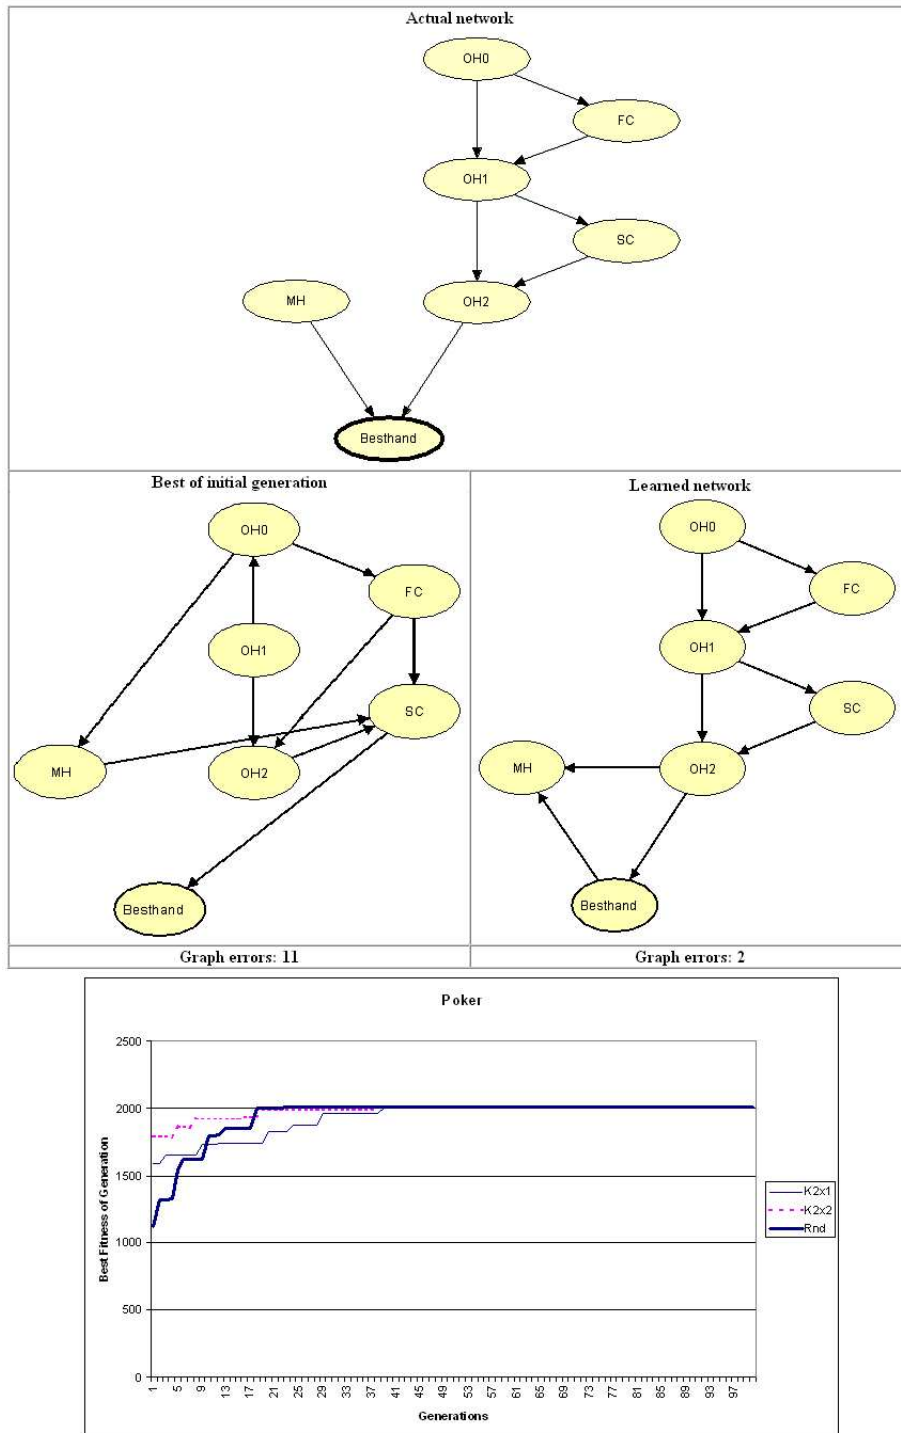 Actual network
OH0
FC
OH1
SC
MH
OH2
Besthand
Best of initial generation
OH0
FC
OH1
SC
MH
OH2
Besthand
Graph errors: 11
Learned network
OH0
FC
OH1
SC
MH
OH2
Besthand
Graph errors: 2
Poker
Best Fitness of Generation
2500
2000
1500
1000
500
0
1 5 9 13 17 21 25 29 33 37 41 45 49 53 57 61 65 69 73 77 81 85 89 93 97
Generations
K2x1
K2x2
Rnd